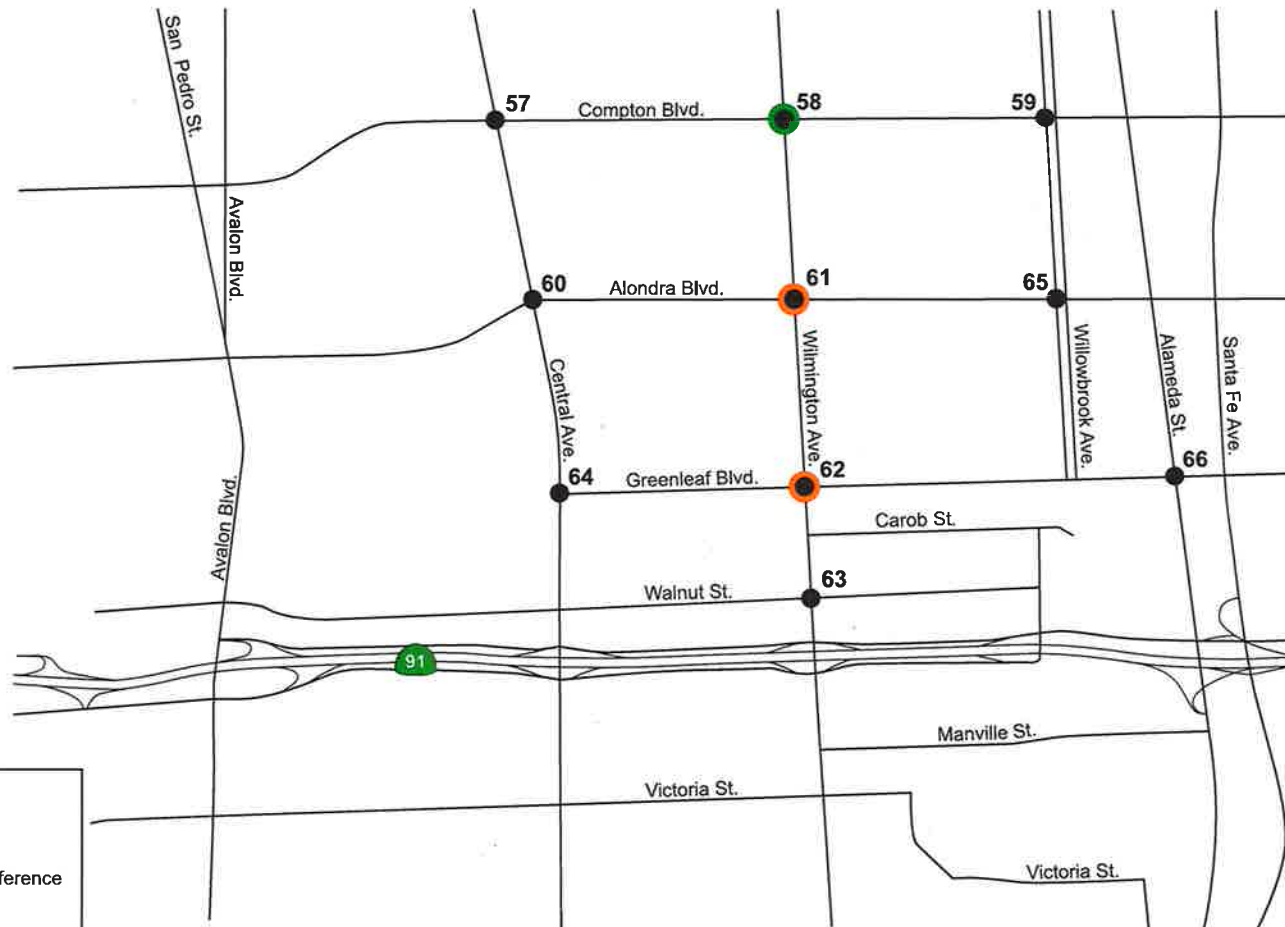 San Pedro St.
57
Compton Blvd.
58
59
Avalon Blvd.
60
Alondra Blvd.
61
65
Central Ave.
Wilmington Ave.
Willowbrook Ave.
Alameda St.
Santa Fe Ave.
64
Greenleaf Blvd.
62
66
Avalon Blvd.
Carob St.
Walnut St.
63
91
Manville St.
Victoria St.
Victoria St.
ference